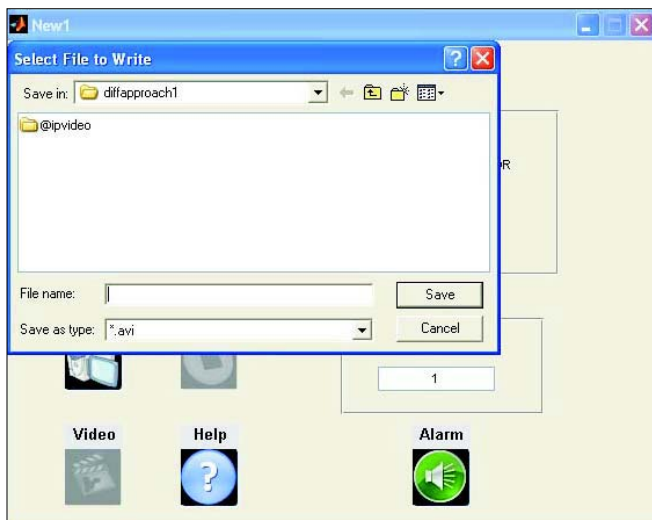 New1
Select File to Write
Save in: diffapproach1
@ipvideo
File name:
Save
Save as type: *.avi
Cancel
1
Video Help Alarm
?